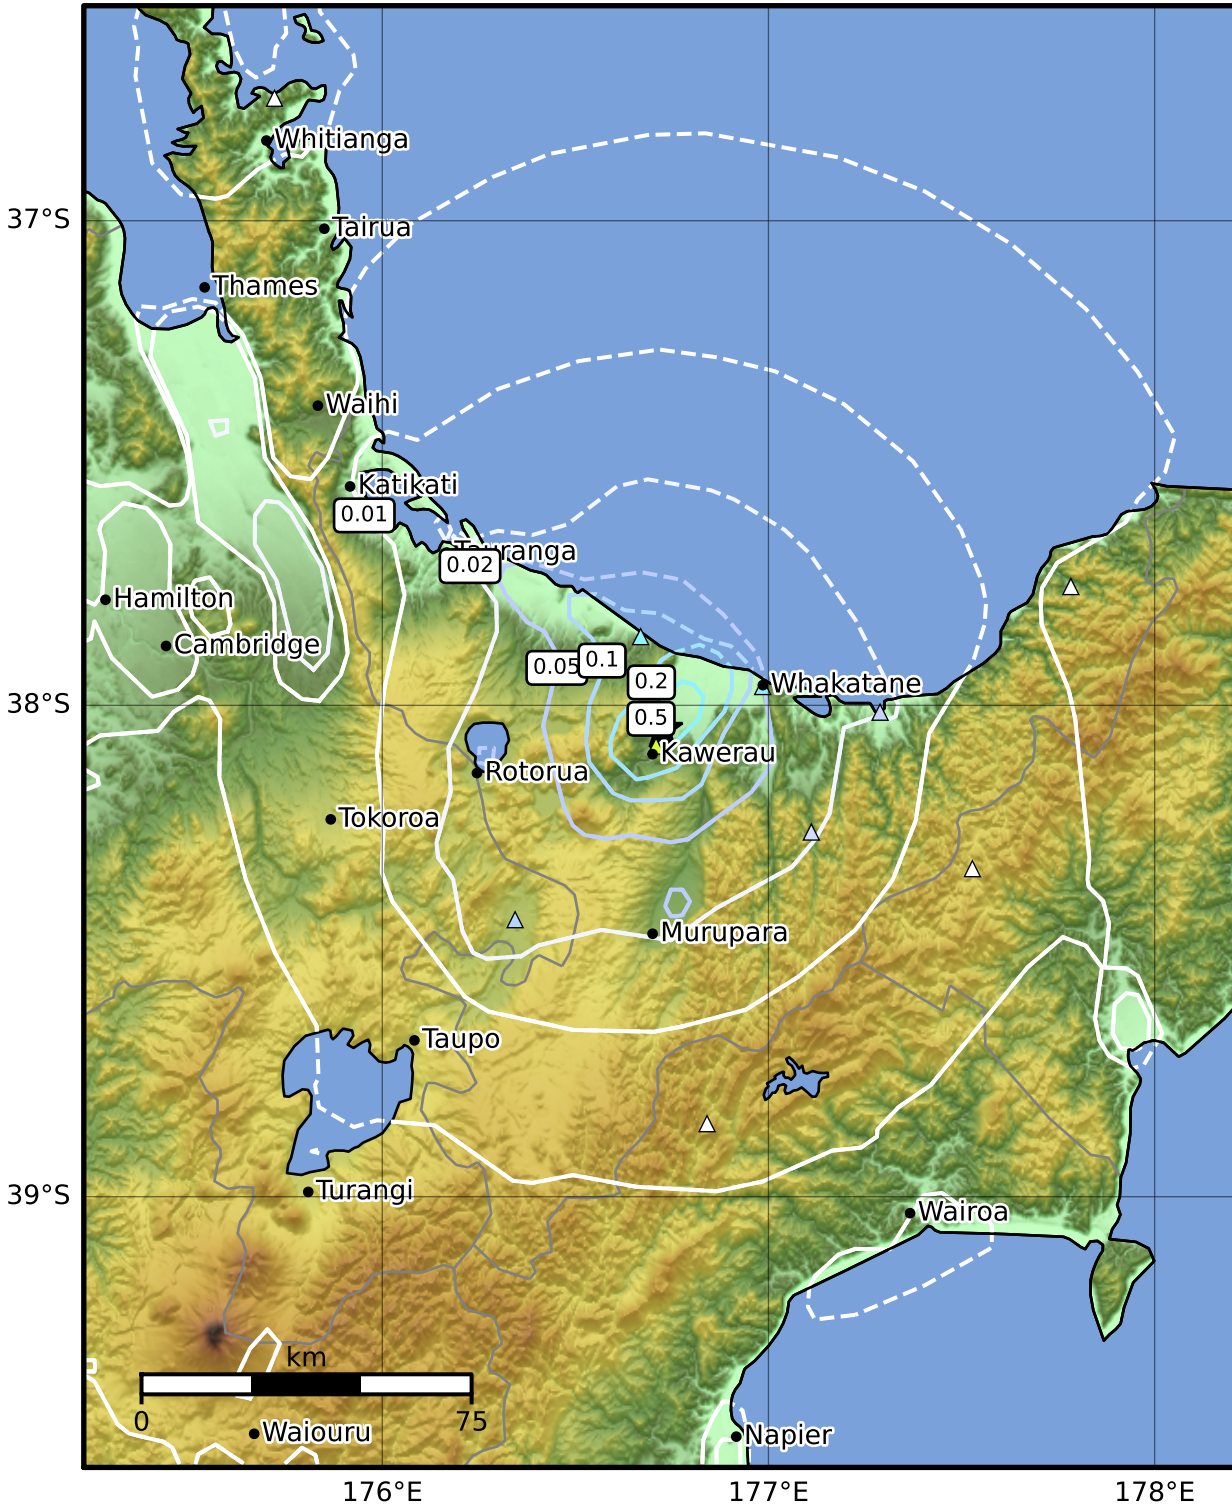 Whitianga
37°S
Tairua
Thames
Waihi
Katikati
0.01
Tauranga
0.02
Hamilton
Cambridge
0.05
0.1
0.2
Whakatane
38°S
0.5
Kawerau
Rotorua
Tokoroa
Murupara
Taupo
39°S
Turangi
Wairoa
km
0
75
Waiouru
Napier
176°E
177°E
178°E